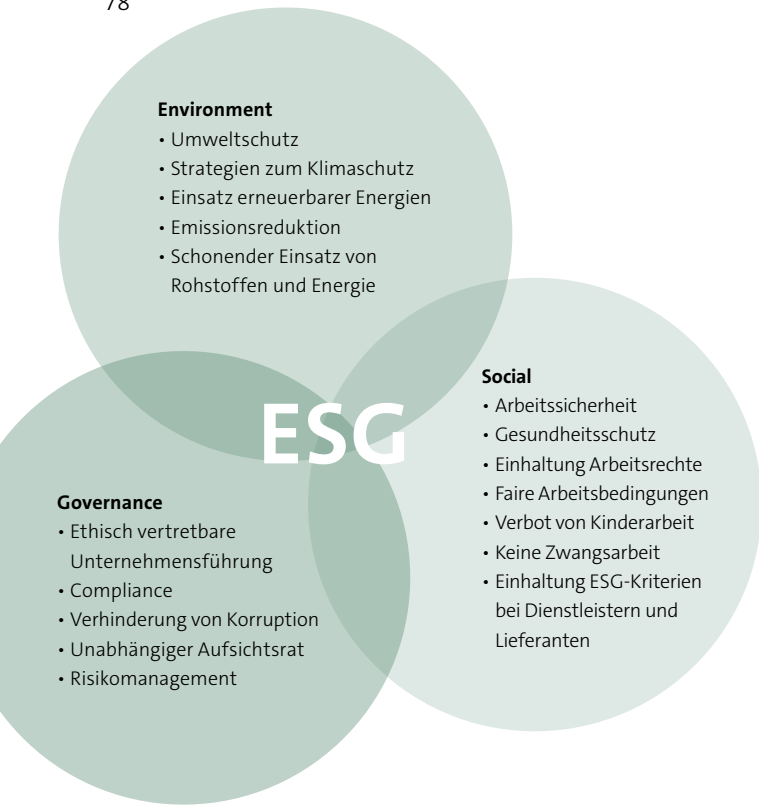 78
Environment
• Umweltschutz
• Strategien zum Klimaschutz
• Einsatz erneuerbarer Energien
• Emissionsreduktion
• Schonender Einsatz von
Rohstoffen und Energie
Social
• Arbeitssicherheit
• Gesundheitsschutz
• Einhaltung Arbeitsrechte
• Faire Arbeitsbedingungen
• Verbot von Kinderarbeit
• Keine Zwangsarbeit
• Einhaltung ESG-Kriterien
bei Dienstleistern und
Lieferanten
ESG
Governance
• Ethisch vertretbare
Unternehmensführung
• Compliance
• Verhinderung von Korruption
• Unabhängiger Aufsichtsrat
• Risikomanagement